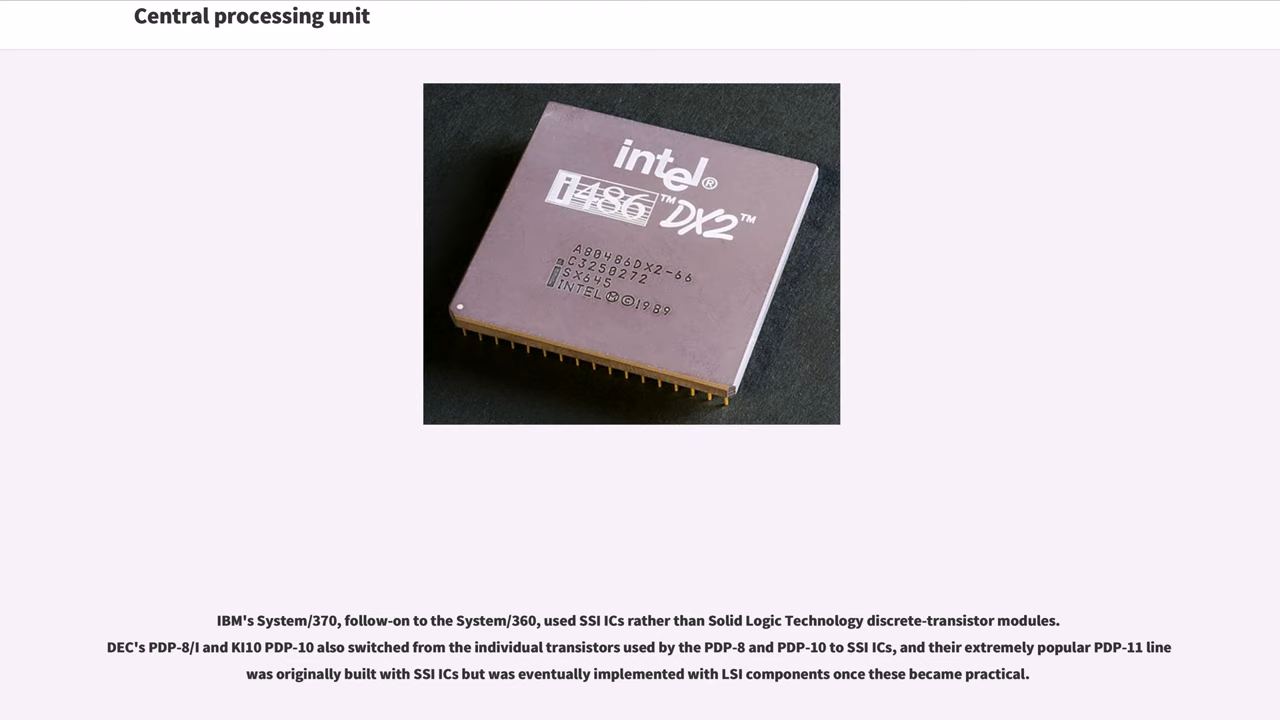 Central processing unit
intel®
i486™ DX2™
A80486DX2-66
C3250272
SX645
INTEL Ⓜ ©1989
IBM's System/370, follow-on to the System/360, used SSI ICs rather than Solid Logic Technology discrete-transistor modules.
DEC's PDP-8/I and KI10 PDP-10 also switched from the individual transistors used by the PDP-8 and PDP-10 to SSI ICs, and their extremely popular PDP-11 line
was originally built with SSI ICs but was eventually implemented with LSI components once these became practical.